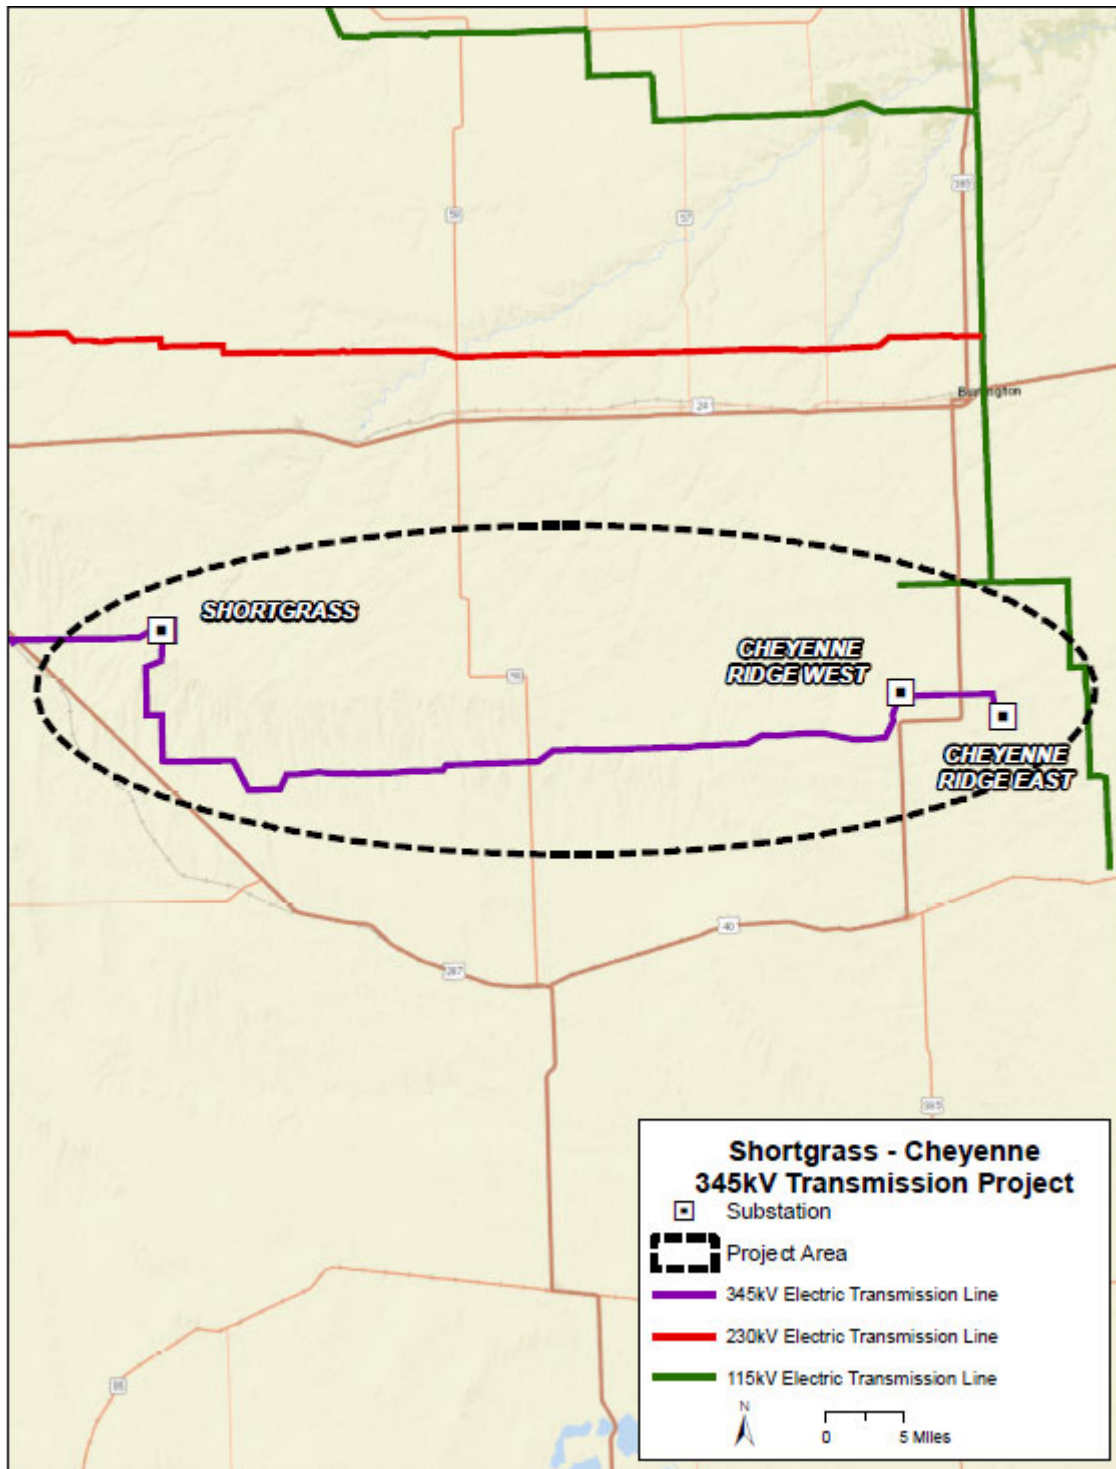 385
59
57
24
Burlington
SHORTGRASS
CHEYENNE
RIDGE WEST
59
CHEYENNE
RIDGE EAST
40
287
385
96
Shortgrass - Cheyenne
345kV Transmission Project
Substation
Project Area
345kV Electric Transmission Line
230kV Electric Transmission Line
115kV Electric Transmission Line
N
0 5 Miles